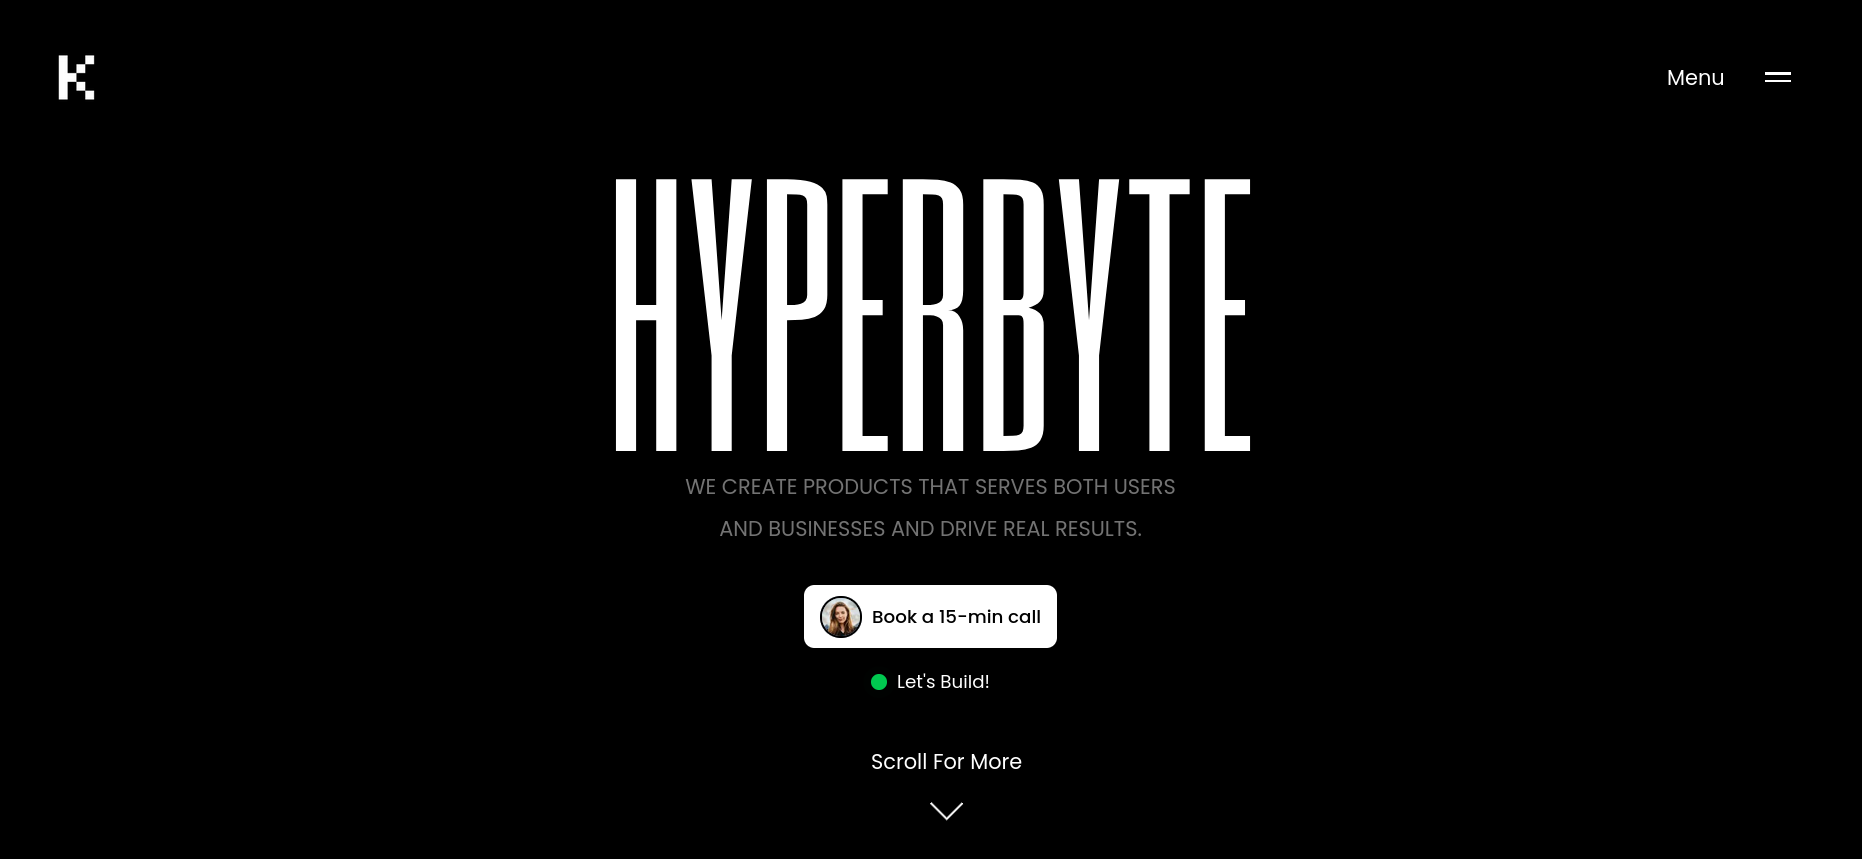 K
Menu
HYPERBYTE
WE CREATE PRODUCTS THAT SERVES BOTH USERS
AND BUSINESSES AND DRIVE REAL RESULTS.
Book a 15-min call
Let's Build!
Scroll For More